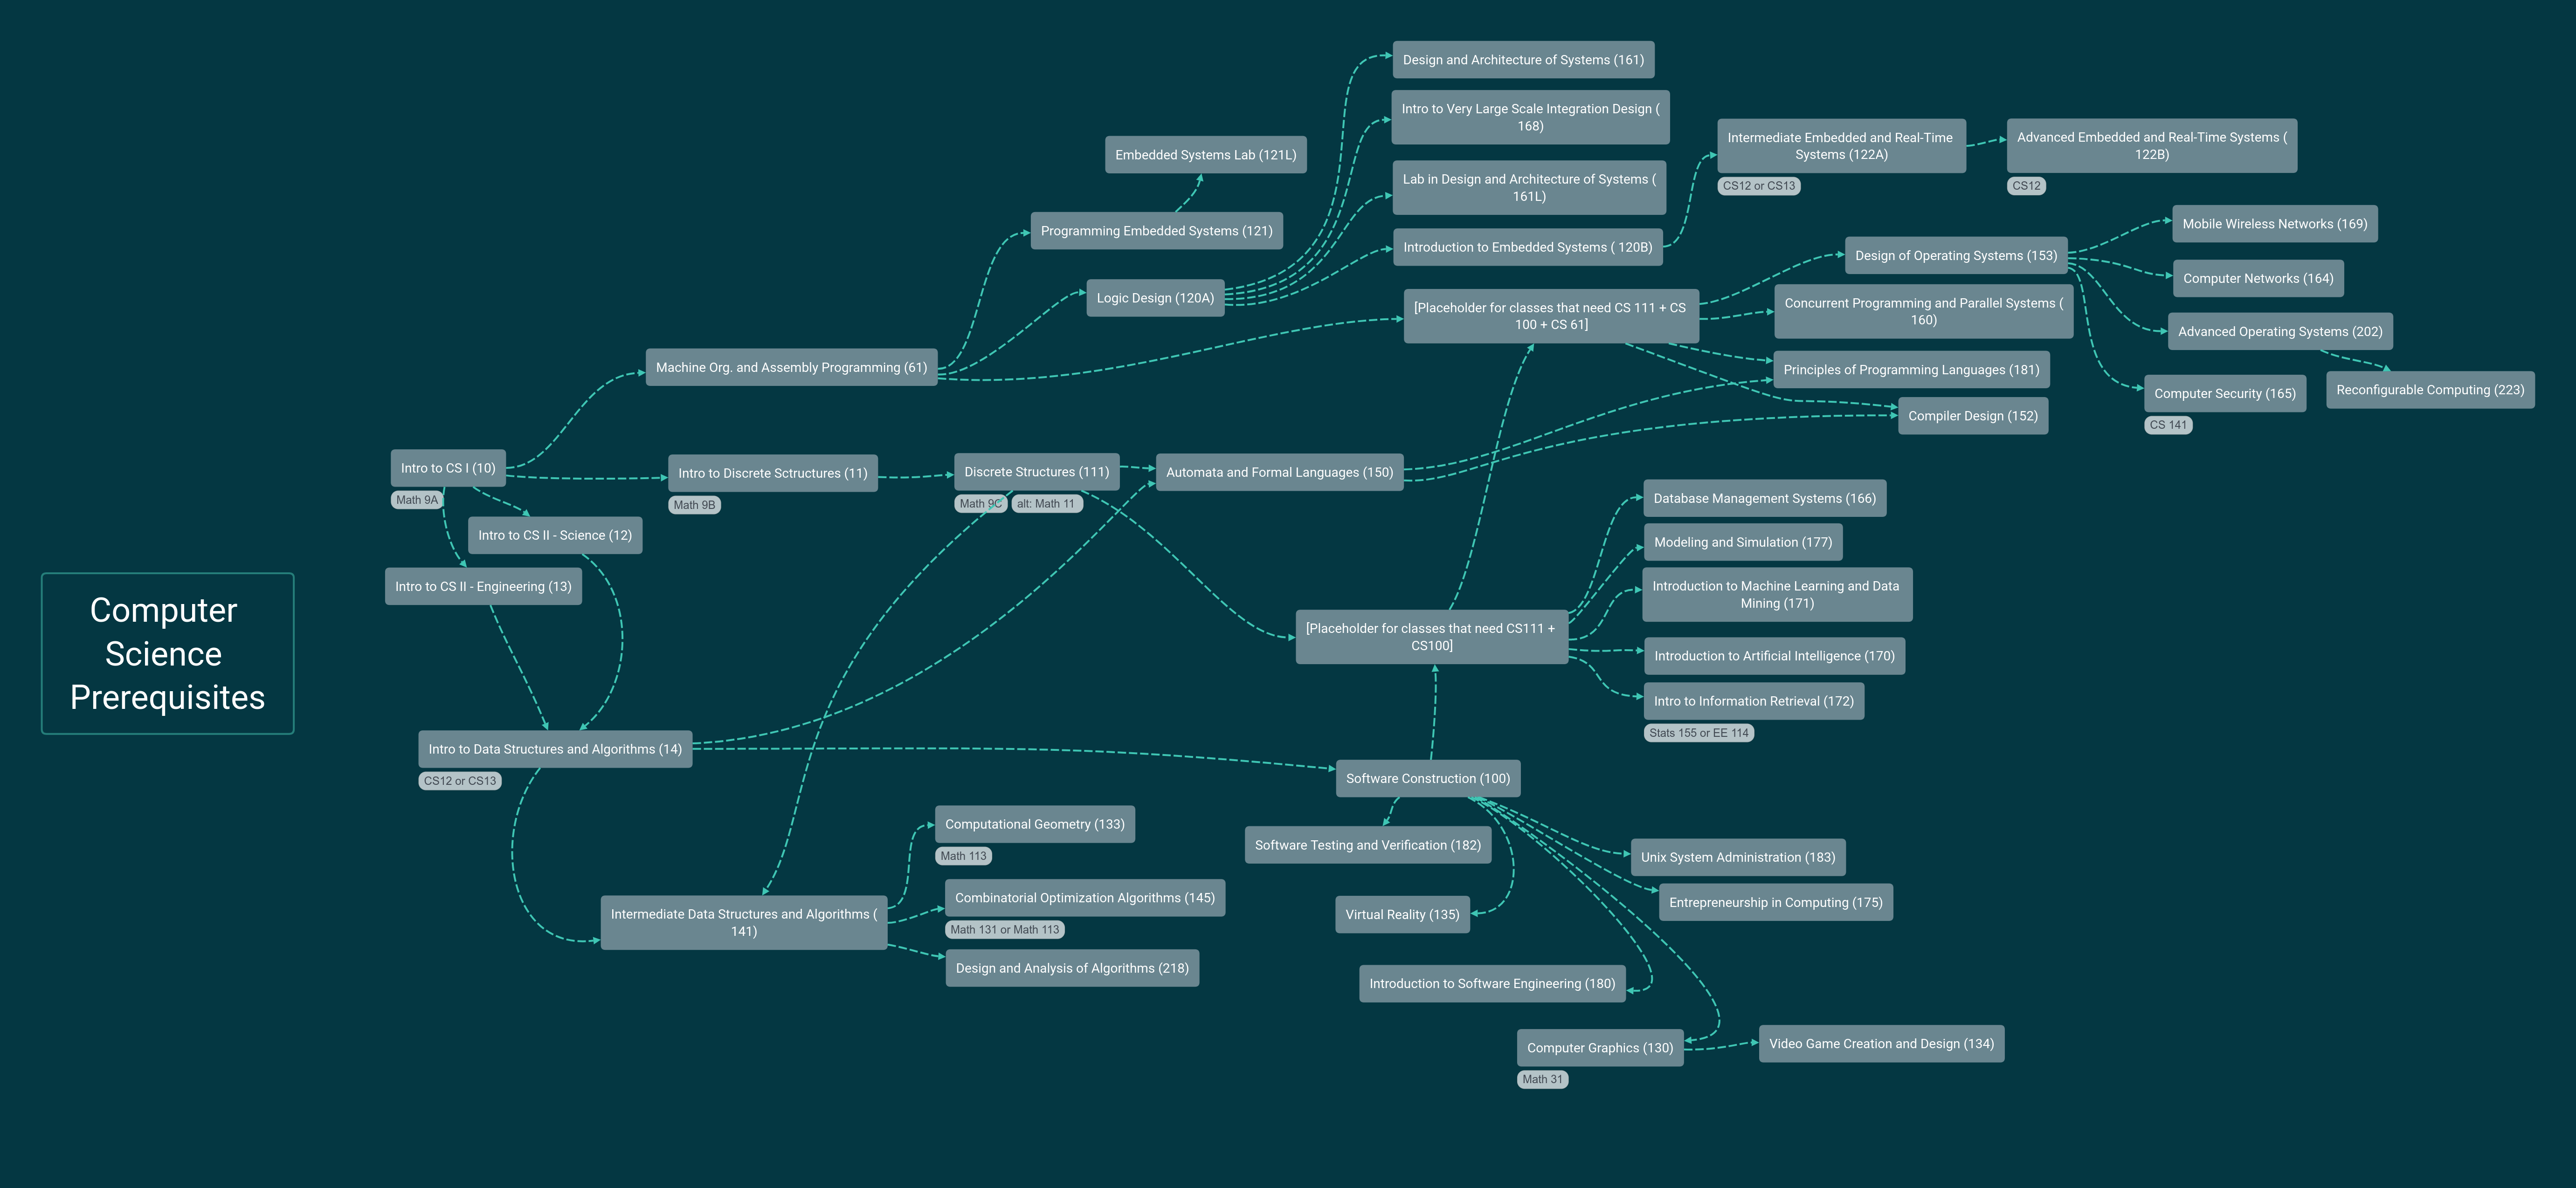 Computer
Science
Prerequisites
Intro to CS I (10)
Math 9A
Intro to CS II - Science (12)
Intro to CS II - Engineering (13)
Intro to Data Structures and Algorithms (14)
CS12 or CS13
Machine Org. and Assembly Programming (61)
Intro to Discrete Sctructures (11)
Math 9B
Discrete Structures (111)
Math 9C
alt: Math 11
Automata and Formal Languages (150)
Programming Embedded Systems (121)
Embedded Systems Lab (121L)
Logic Design (120A)
Design and Architecture of Systems (161)
Intro to Very Large Scale Integration Design (
168)
Lab in Design and Architecture of Systems (
161L)
Introduction to Embedded Systems ( 120B)
Intermediate Embedded and Real-Time
Systems (122A)
CS12 or CS13
Advanced Embedded and Real-Time Systems (
122B)
CS12
[Placeholder for classes that need CS 111 + CS
100 + CS 61]
Design of Operating Systems (153)
Concurrent Programming and Parallel Systems (
160)
Principles of Programming Languages (181)
Compiler Design (152)
Mobile Wireless Networks (169)
Computer Networks (164)
Advanced Operating Systems (202)
Reconfigurable Computing (223)
Computer Security (165)
CS 141
[Placeholder for classes that need CS111 +
CS100]
Database Management Systems (166)
Modeling and Simulation (177)
Introduction to Machine Learning and Data
Mining (171)
Introduction to Artificial Intelligence (170)
Intro to Information Retrieval (172)
Stats 155 or EE 114
Software Construction (100)
Software Testing and Verification (182)
Virtual Reality (135)
Introduction to Software Engineering (180)
Unix System Administration (183)
Entrepreneurship in Computing (175)
Computer Graphics (130)
Math 31
Video Game Creation and Design (134)
Intermediate Data Structures and Algorithms (
141)
Computational Geometry (133)
Math 113
Combinatorial Optimization Algorithms (145)
Math 131 or Math 113
Design and Analysis of Algorithms (218)